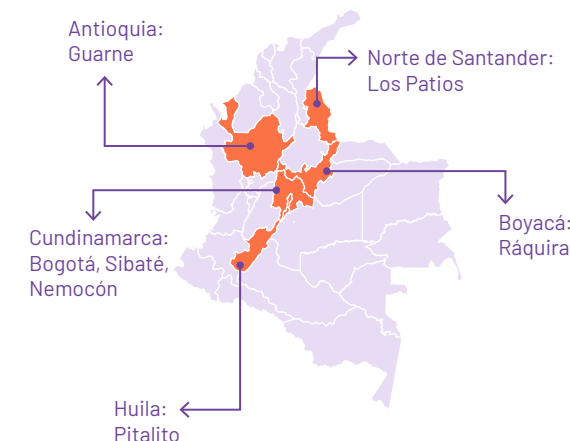 Antioquia:
Guarne
Norte de Santander:
Los Patios
Boyacá:
Ráquira
Cundinamarca:
Bogotá, Sibaté,
Nemocón
Huila:
Pitalito